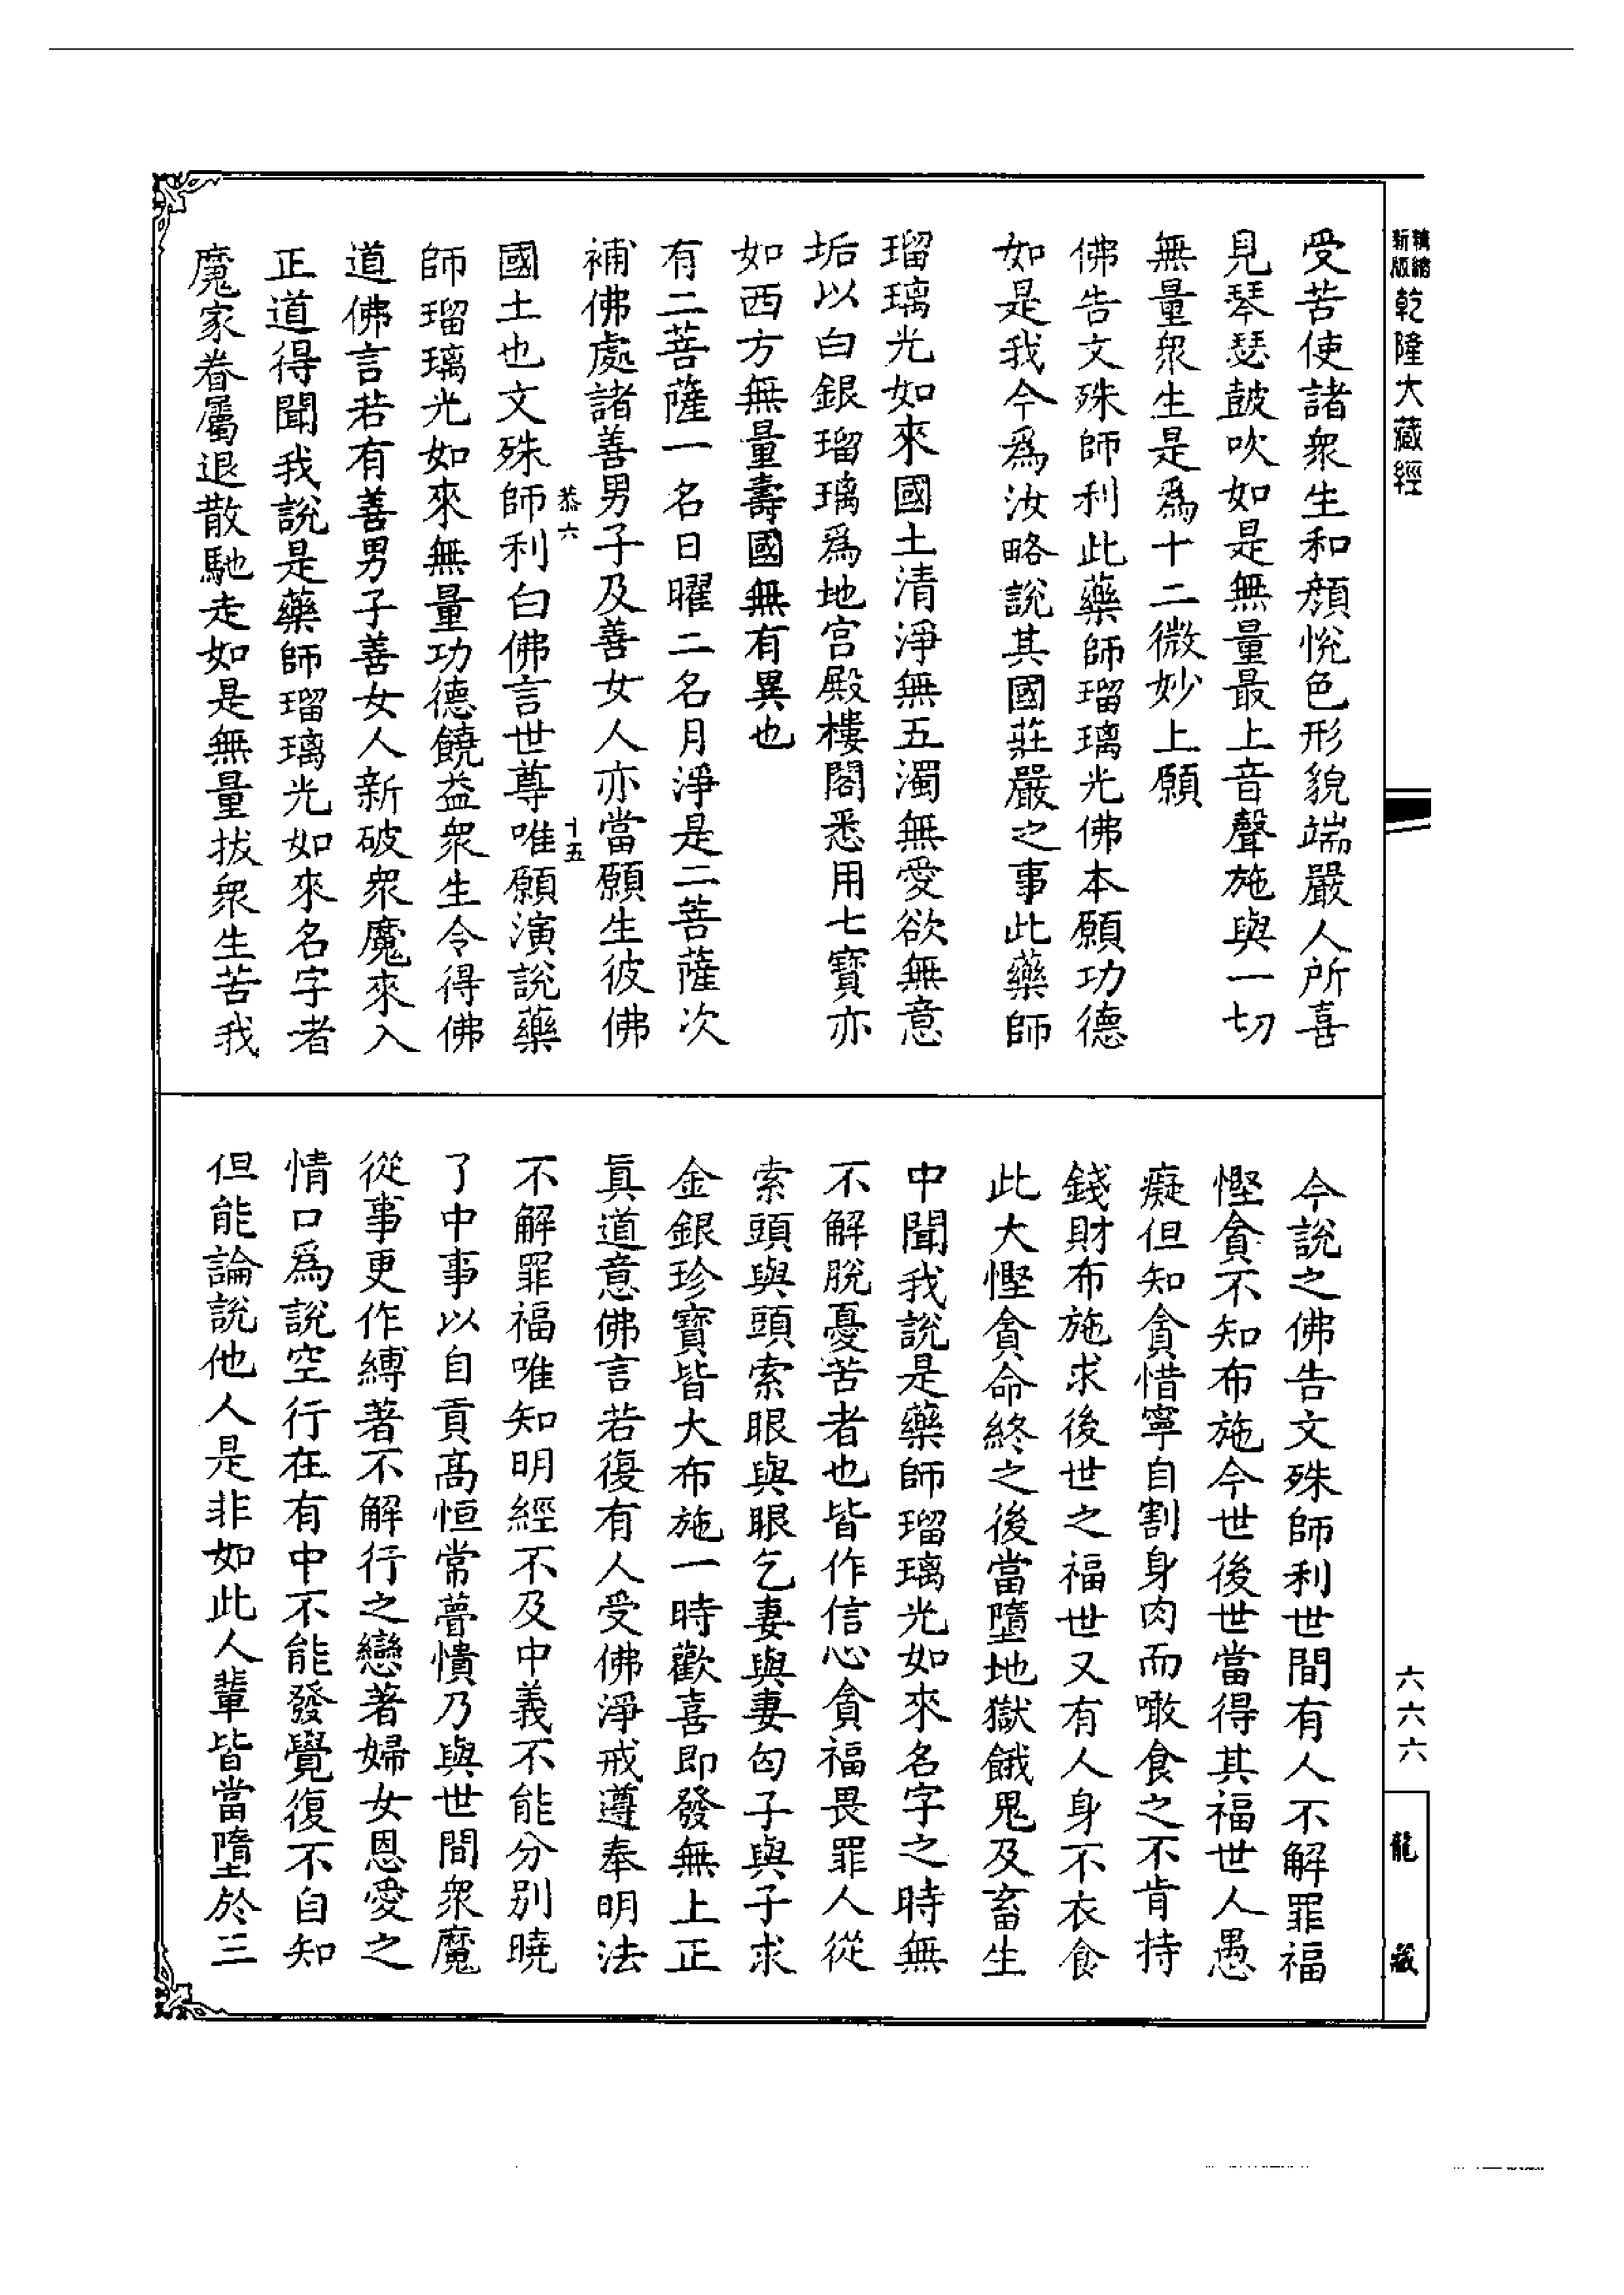 新版精縮乾隆大藏經
受苦使諸衆生和顏悅色形貌端嚴人所喜
見琴瑟鼓吹如是無量最上音聲施與一切
無量衆生是爲十二微妙上願
佛告文殊師利此藥師瑠璃光佛本願功德
如是我今爲汝略說其國莊嚴之事此藥師
瑠璃光如來國土清淨無五濁無愛欲無意
垢以白銀瑠璃爲地宮殿樓閣悉用七寶亦
如西方無量壽國無有異也
有二菩薩一名日曜二名月淨是二菩薩次
補佛處諸善男子及善女人亦當願生彼佛
恭六 十五
國土也文殊師利白佛言世尊唯願演說藥
師瑠璃光如來無量功德饒益衆生令得佛
道佛言若有善男子善女人新破衆魔來入
正道得聞我說是藥師瑠璃光如來名字者
魔家眷屬退散馳走如是無量拔衆生苦我
今說之佛告文殊師利世間有人不解罪福
慳貪不知布施今世後世當得其福世人愚
癡但知貪惜寧自割身肉而噉食之不肯持
錢財布施求後世之福世又有人身不衣食
此大慳貪命終之後當墮地獄餓鬼及畜生
中聞我說是藥師瑠璃光如來名字之時無
不解脫憂苦者也皆作信心貪福畏罪人從
索頭與頭索眼與眼乞妻與妻匃子與子求
金銀珍寶皆大布施一時歡喜即發無上正
真道意佛言若復有人受佛淨戒遵奉明法
不解罪福唯知明經不及中義不能分別曉
了中事以自貢高恒常瞢憒乃與世間衆魔
從事更作縛著不解行之戀著婦女恩愛之
情口爲說空行在有中不能發覺復不自知
但能論說他人是非如此人輩皆當墮於三
六六六
龍藏